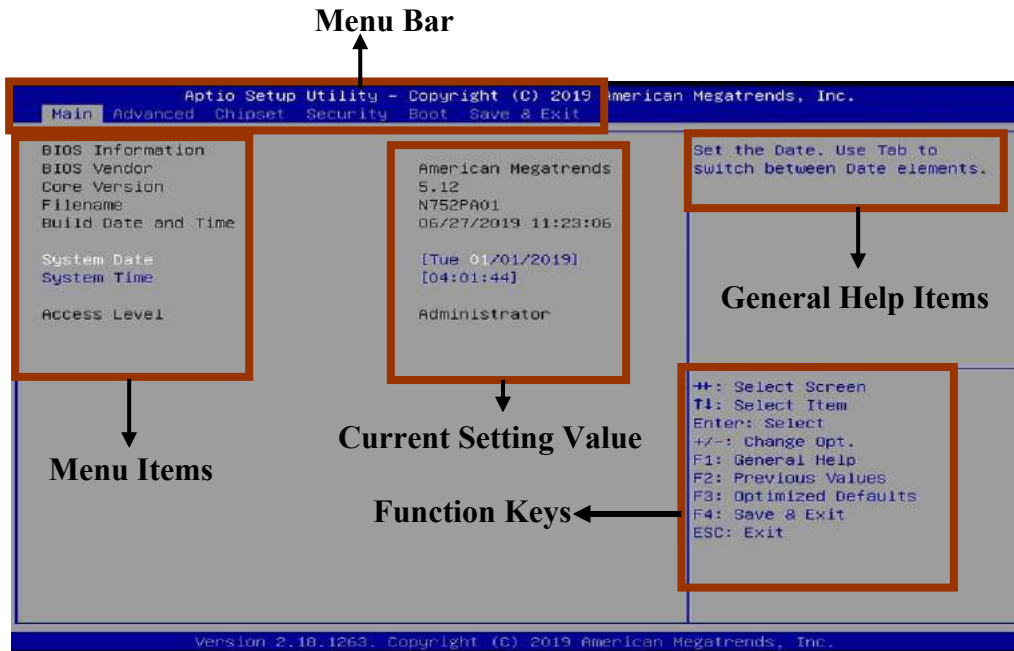 Menu Bar
Aptio Setup Utility – Copyright (C) 2019 American Megatrends, Inc.
Main Advanced Chipset Security Boot Save & Exit
BIOS Information
BIOS Vendor American Megatrends
Core Version 5.12
Filename N752PA01
Build Date and Time 06/27/2019 11:23:06
System Date [Tue 01/01/2019]
System Time [04:01:44]
Access Level Administrator
Set the Date. Use Tab to
switch between Date elements.
General Help Items
Menu Items
Current Setting Value
Function Keys
→←: Select Screen
↑↓: Select Item
Enter: Select
+/-: Change Opt.
F1: General Help
F2: Previous Values
F3: Optimized Defaults
F4: Save & Exit
ESC: Exit
Version 2.18.1263. Copyright (C) 2019 American Megatrends, Inc.